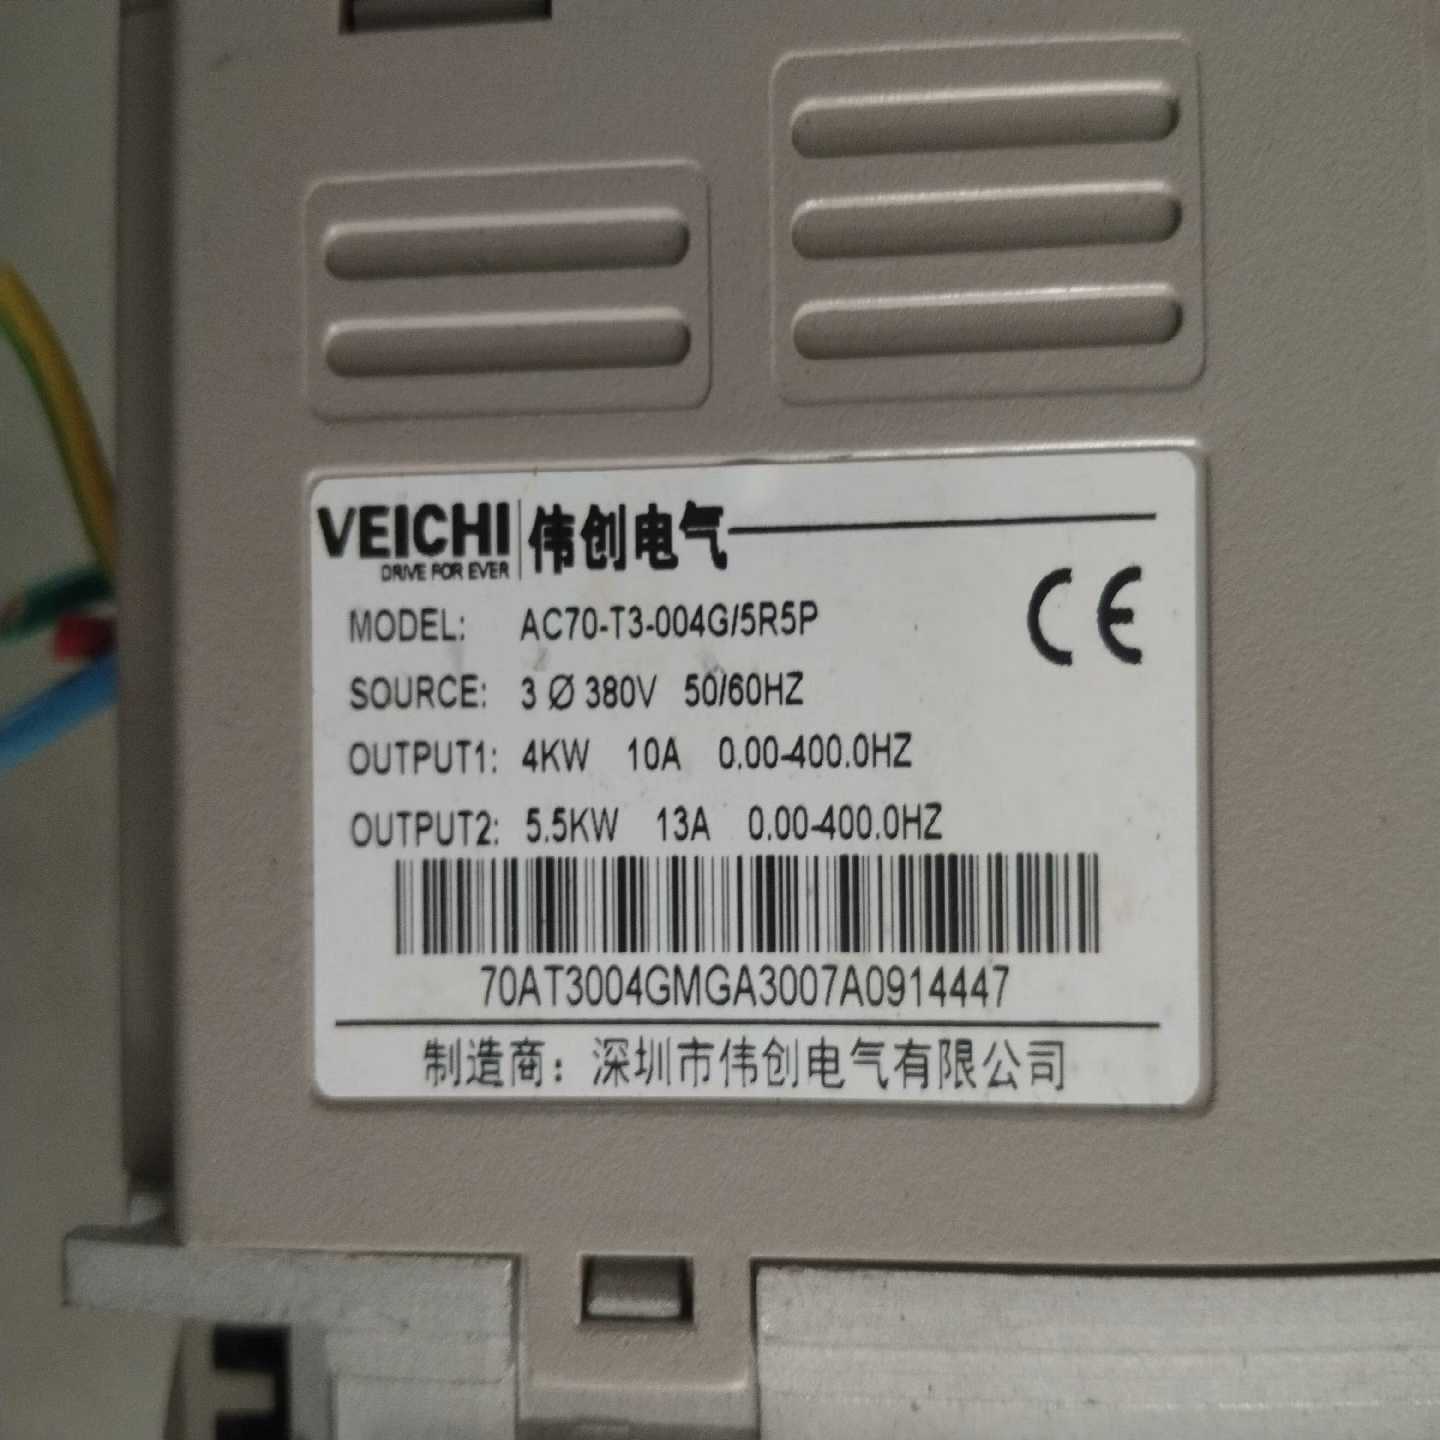 VEICHI 伟创电气
DRIVE FOR EVER
CE
MODEL: AC70-T3-004G/5R5P
SOURCE: 3 Ø 380V 50/60HZ
OUTPUT1: 4KW 10A 0.00-400.0HZ
OUTPUT2: 5.5KW 13A 0.00-400.0HZ
70AT3004GMGA3007A0914447
制造商：深圳市伟创电气有限公司